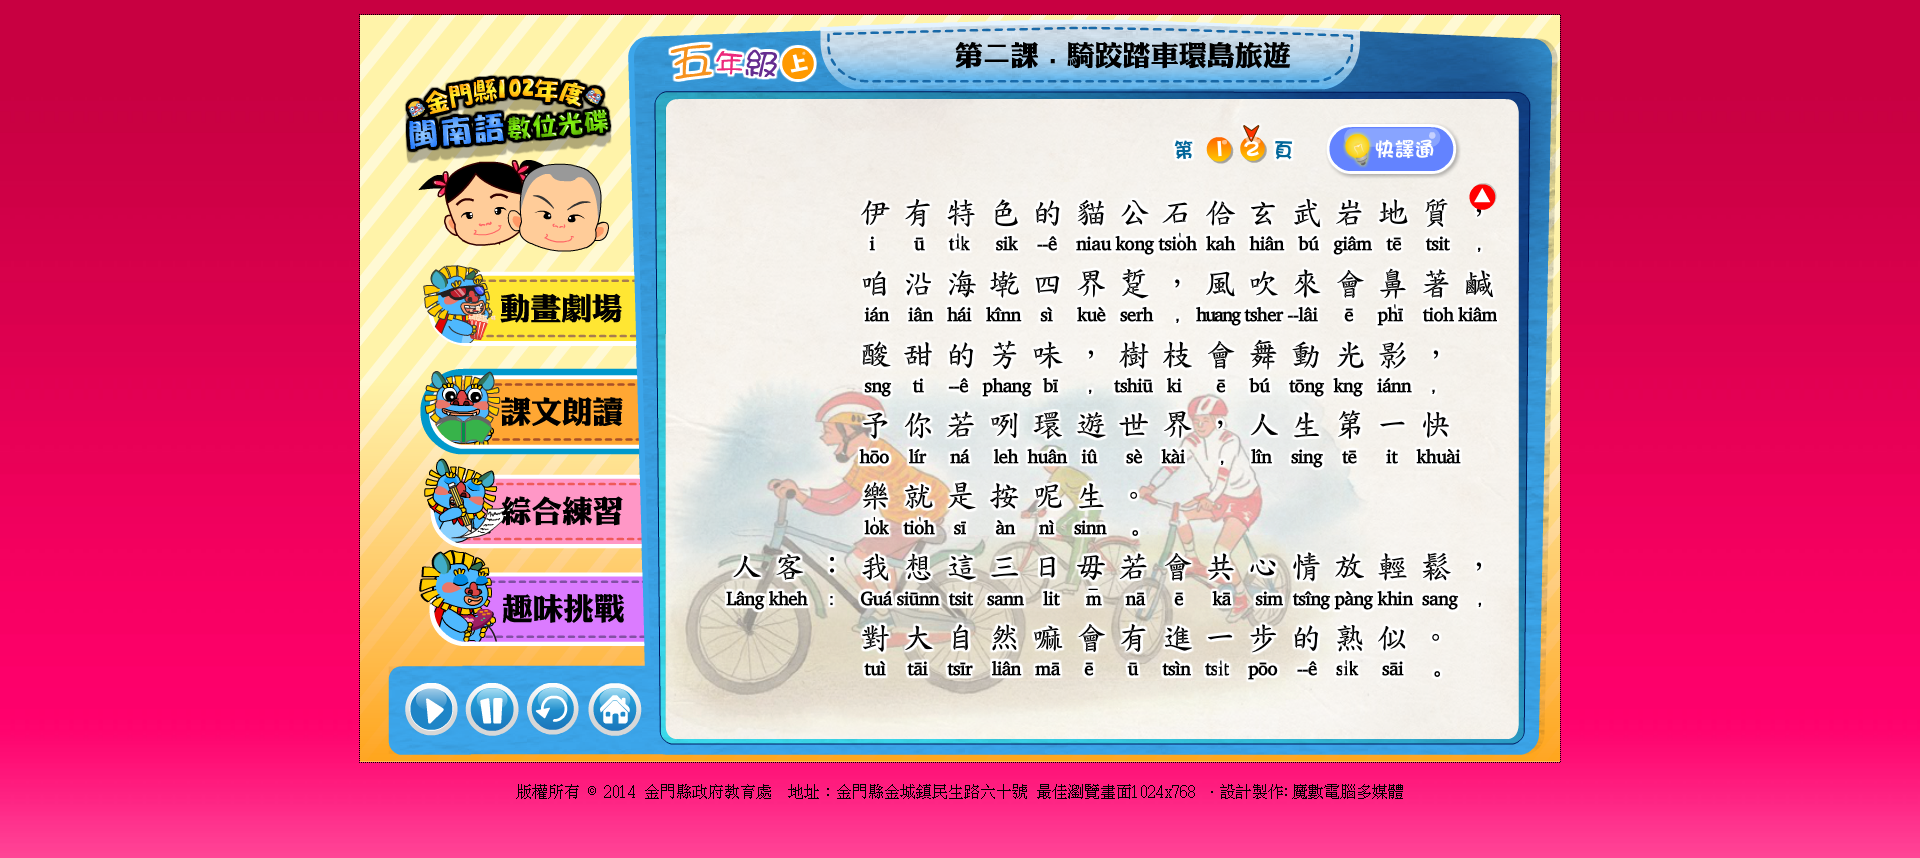 五年級上
第二課．騎跤踏車環島旅遊
金門縣102年度
閩南語數位光碟
第 1 2 頁
快譯通
動畫劇場
課文朗讀
綜合練習
趣味挑戰
伊有特色的貓公石佮玄武岩地質，
i ū ti̍k sik --ê niau kong tsio̍h kah hiân bú giâm tē tsit ,
咱沿海墘四界踅，風吹來會鼻著鹹
ián iân hái kînn sì kuè serh , huang tsher --lâi ē phī tioh kiâm
酸甜的芳味，樹枝會舞動光影，
sng ti --ê phang bī , tshiū ki ē bú tōng kng iánn ,
予你若咧環遊世界，人生第一快
hōo lír ná leh huân iû sè kài , lîn sing tē it khuài
樂就是按呢生。
lo̍k tio̍h sī àn nì sinn 。
人客：我想這三日毋若會共心情放輕鬆，
Lâng kheh : Guá siūnn tsit sann lit m̄ nā ē kā sim tsîng pàng khin sang ,
對大自然嘛會有進一步的熟似。
tuì tāi tsīr liân mā ē ū tsìn tsi̍t pōo --ê si̍k sāi 。
版權所有 © 2014 金門縣政府教育處 地址：金門縣金城鎮民生路六十號 最佳瀏覽畫面1024x768 ．設計製作:魔數電腦多媒體